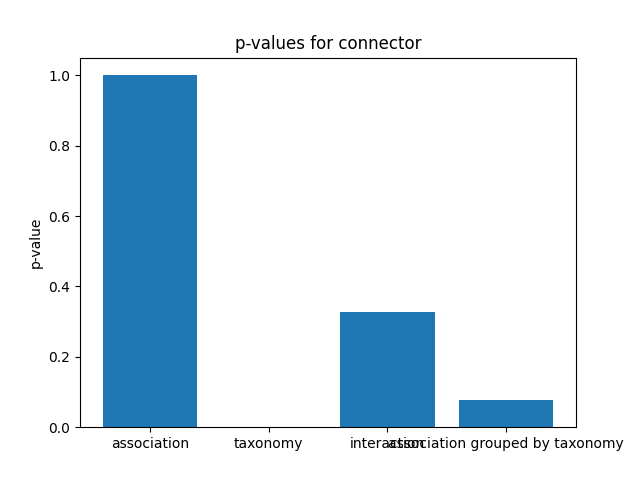 p-values for connector
p-value
1.0
0.8
0.6
0.4
0.2
0.0
association
taxonomy
interaction
association grouped by taxonomy